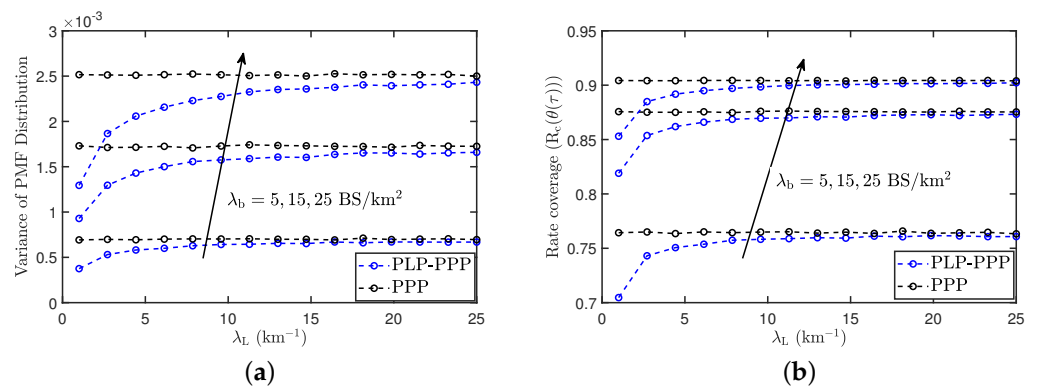 ×10⁻³
3
2.5
2
1.5
1
0.5
0
0 5 10 15 20 25
Variance of PMF Distribution
λ_L (km⁻¹)
λ_b = 5, 15, 25 BS/km²
PLP-PPP
PPP
(a)
0.95
0.9
0.85
0.8
0.75
0.7
0 5 10 15 20 25
Rate coverage (R_c(θ(τ)))
λ_L (km⁻¹)
λ_b = 5, 15, 25 BS/km²
PLP-PPP
PPP
(b)